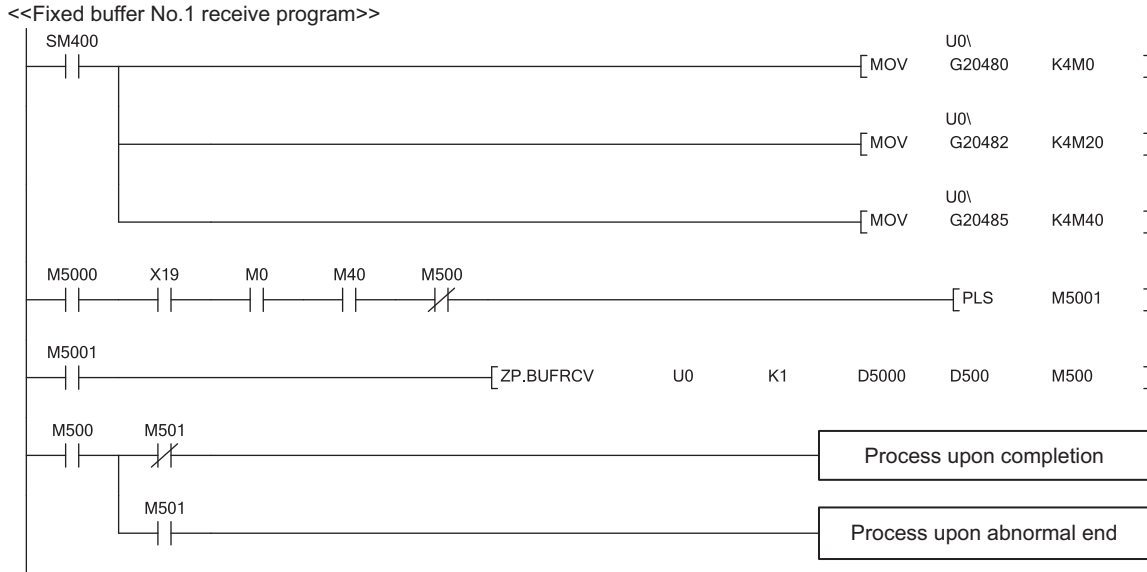 <<Fixed buffer No.1 receive program>>
SM400
U0\
MOV G20480 K4M0
U0\
MOV G20482 K4M20
U0\
MOV G20485 K4M40
M5000 X19 M0 M40 M500
PLS M5001
M5001
ZP.BUFRCV U0 K1 D5000 D500 M500
M500 M501
Process upon completion
M501
Process upon abnormal end